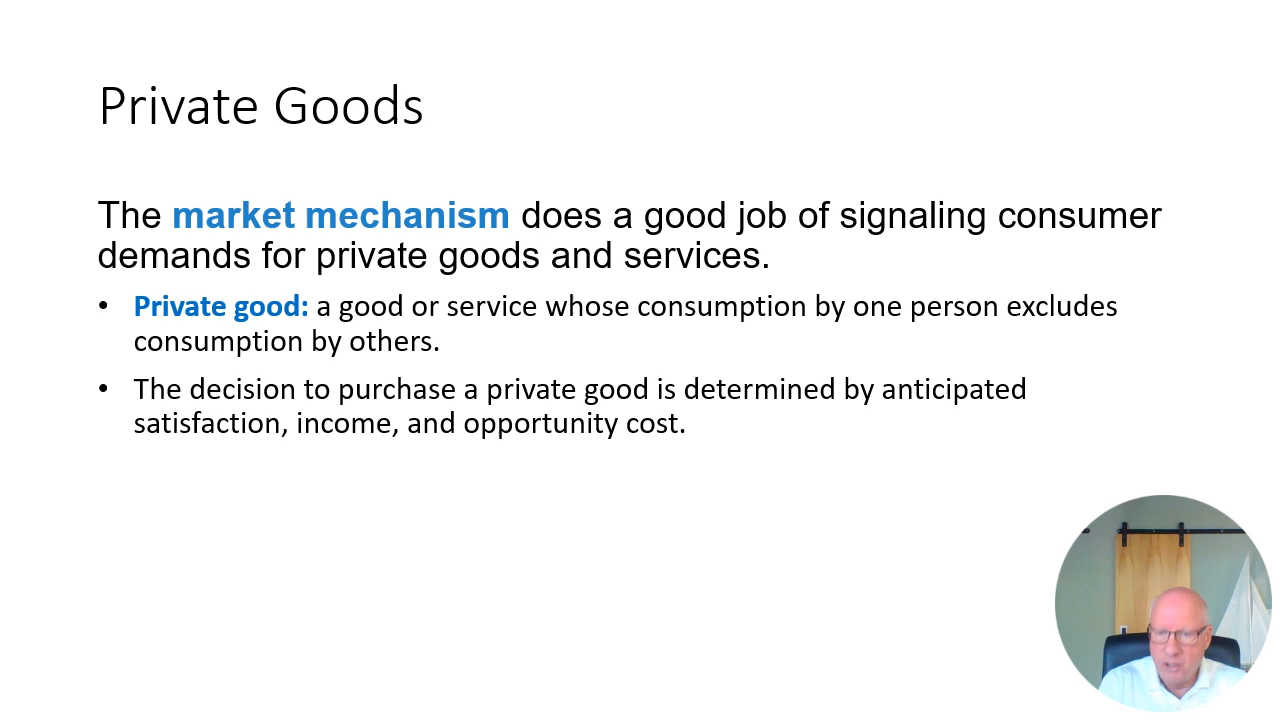 Private Goods
The market mechanism does a good job of signaling consumer
demands for private goods and services.
• Private good: a good or service whose consumption by one person excludes
consumption by others.
• The decision to purchase a private good is determined by anticipated
satisfaction, income, and opportunity cost.